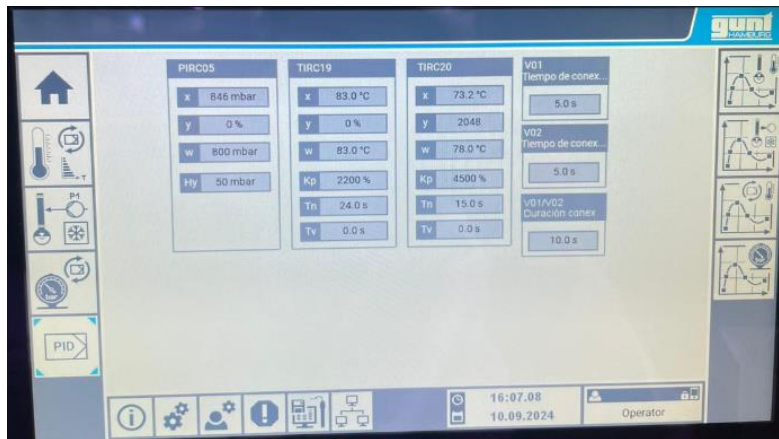 gunt
HAMBURG
PIRC05
x 846 mbar
y 0 %
w 800 mbar
Hy 50 mbar
TIRC19
x 83.0 °C
y 0 %
w 83.0 °C
Kp 2200 %
Tn 24.0 s
Tv 0.0 s
TIRC20
x 73.2 °C
y 2048
w 78.0 °C
Kp 4500 %
Tn 15.0 s
Tv 0.0 s
V01
Tiempo de conex...
5.0 s
V02
Tiempo de conex...
5.0 s
V01/V02
Duración conex
10.0 s
P4
T
PID
16:07.08
10.09.2024
Operator